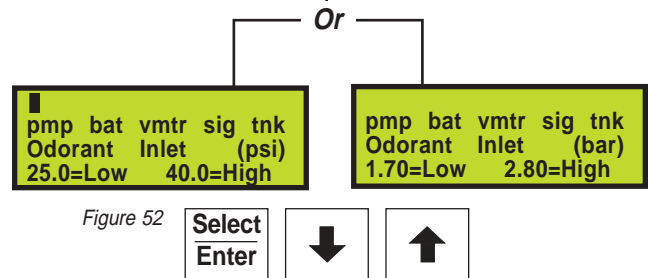 Or
pmp bat vmtr sig tnk
Odorant Inlet (psi)
25.0=Low 40.0=High
pmp bat vmtr sig tnk
Odorant Inlet (bar)
1.70=Low 2.80=High
Figure 52
Select
Enter